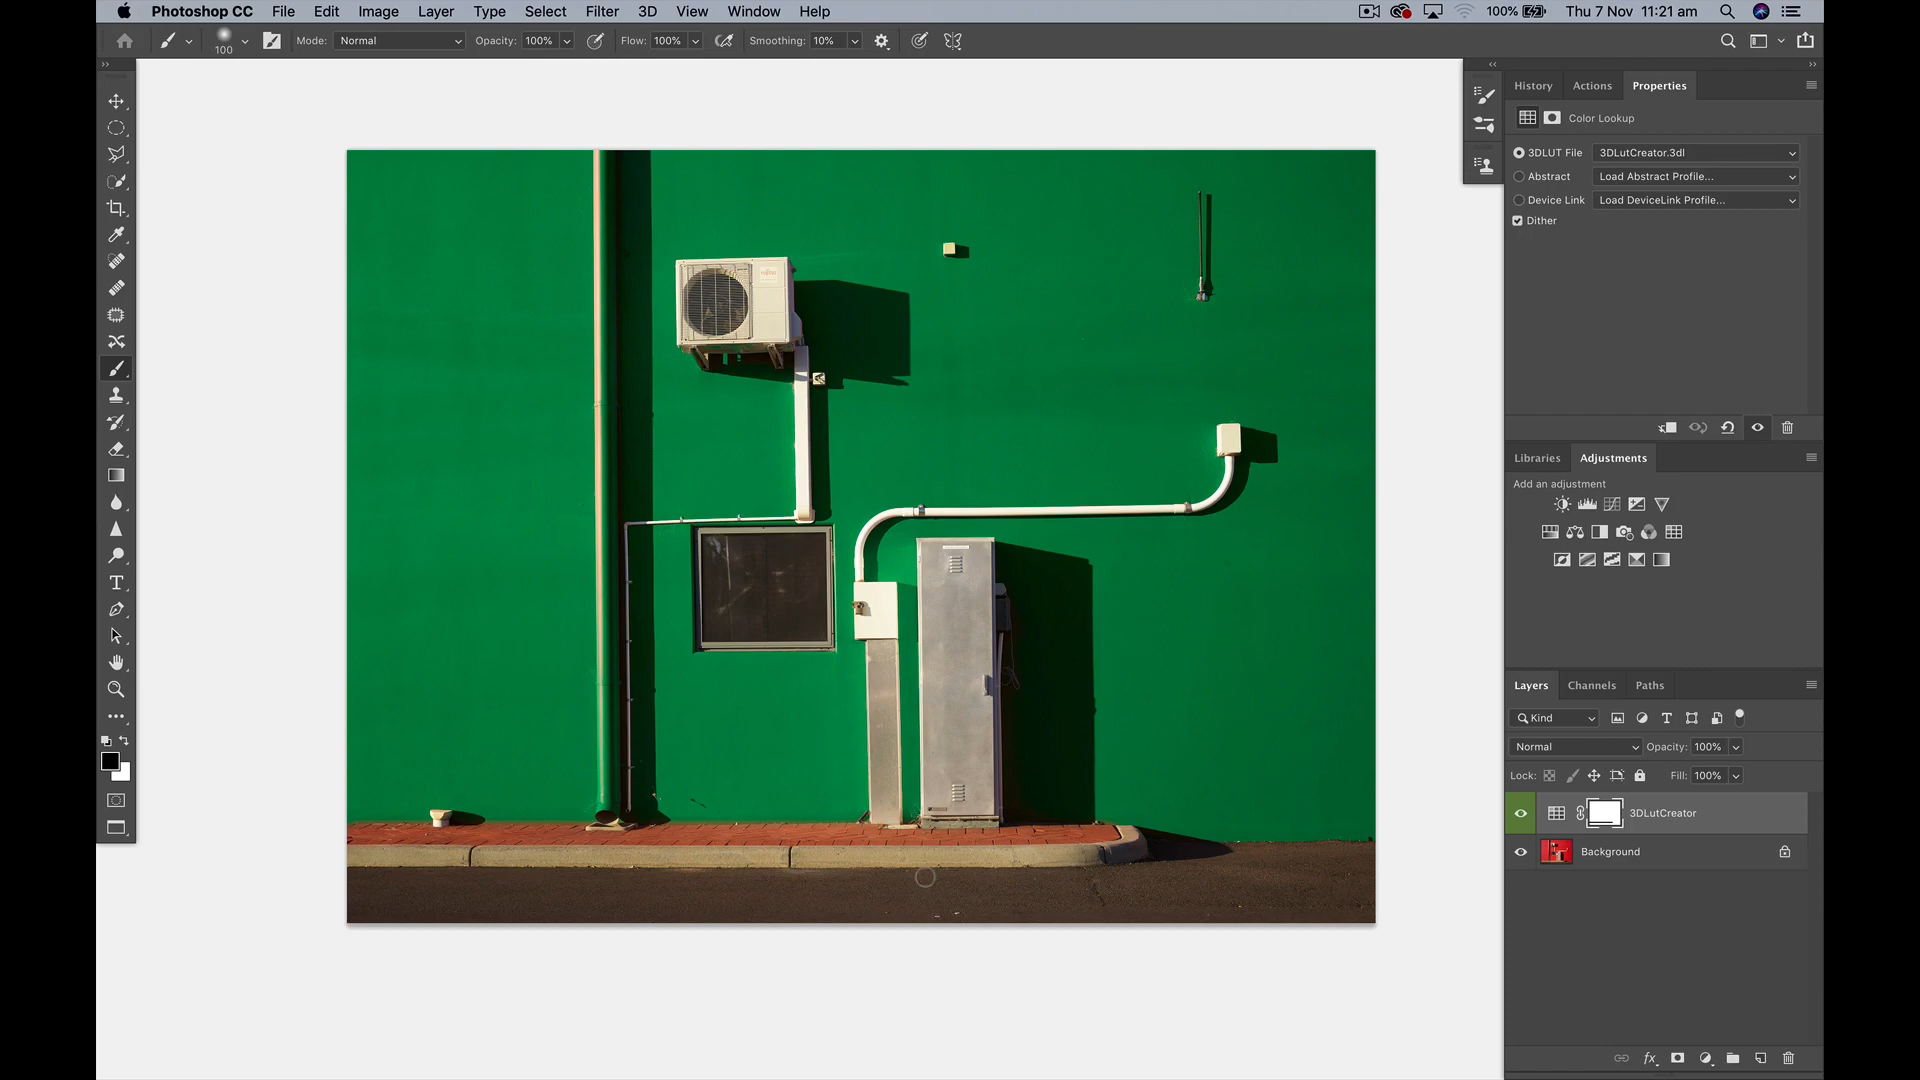 Photoshop CC File Edit Image Layer Type Select Filter 3D View Window Help 100% Thu 7 Nov 11:21 am
100 Mode: Normal Opacity: 100% Flow: 100% Smoothing: 10%
History Actions Properties
Color Lookup
3DLUT File 3DLutCreator.3dl
Abstract Load Abstract Profile...
Device Link Load DeviceLink Profile...
Dither
Libraries Adjustments
Add an adjustment
Layers Channels Paths
Kind
Normal Opacity: 100%
Lock: Fill: 100%
3DLutCreator
Background